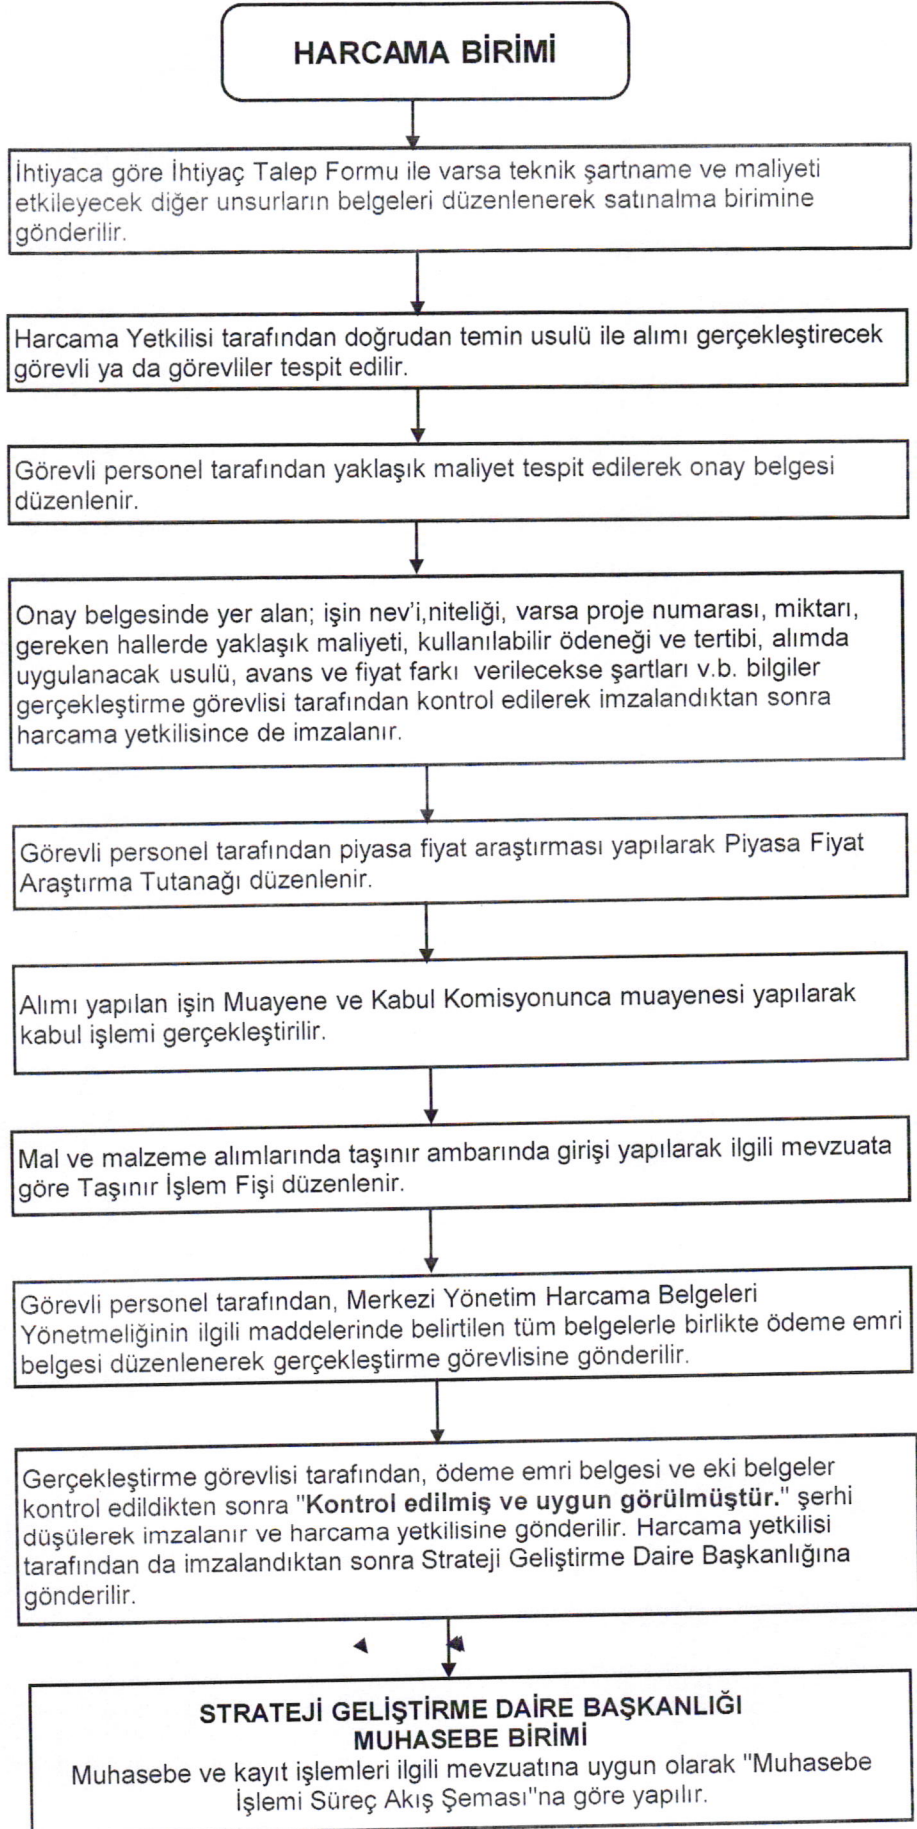 HARCAMA BİRİMİ
İhtiyaca göre İhtiyaç Talep Formu ile varsa teknik şartname ve maliyeti
etkileyecek diğer unsurların belgeleri düzenlenerek satınalma birimine
gönderilir.
Harcama Yetkilisi tarafından doğrudan temin usulü ile alımı gerçekleştirecek
görevli ya da görevliler tespit edilir.
Görevli personel tarafından yaklaşık maliyet tespit edilerek onay belgesi
düzenlenir.
Onay belgesinde yer alan; işin nev'i,niteliği, varsa proje numarası, miktarı,
gereken hallerde yaklaşık maliyeti, kullanılabilir ödeneği ve tertibi, alımda
uygulanacak usulü, avans ve fiyat farkı verilecekse şartları v.b. bilgiler
gerçekleştirme görevlisi tarafından kontrol edilerek imzalandıktan sonra
harcama yetkilisince de imzalanır.
Görevli personel tarafından piyasa fiyat araştırması yapılarak Piyasa Fiyat
Araştırma Tutanağı düzenlenir.
Alımı yapılan işin Muayene ve Kabul Komisyonunca muayenesi yapılarak
kabul işlemi gerçekleştirilir.
Mal ve malzeme alımlarında taşınır ambarında girişi yapılarak ilgili mevzuata
göre Taşınır İşlem Fişi düzenlenir.
Görevli personel tarafından, Merkezi Yönetim Harcama Belgeleri
Yönetmeliğinin ilgili maddelerinde belirtilen tüm belgelerle birlikte ödeme emri
belgesi düzenlenerek gerçekleştirme görevlisine gönderilir.
Gerçekleştirme görevlisi tarafından, ödeme emri belgesi ve eki belgeler
kontrol edildikten sonra "Kontrol edilmiş ve uygun görülmüştür." şerhi
düşülerek imzalanır ve harcama yetkilisine gönderilir. Harcama yetkilisi
tarafından da imzalandıktan sonra Strateji Geliştirme Daire Başkanlığına
gönderilir.
STRATEJİ GELİŞTİRME DAİRE BAŞKANLIĞI
MUHASEBE BİRİMİ
Muhasebe ve kayıt işlemleri ilgili mevzuatına uygun olarak "Muhasebe
İşlemi Süreç Akış Şeması"na göre yapılır.